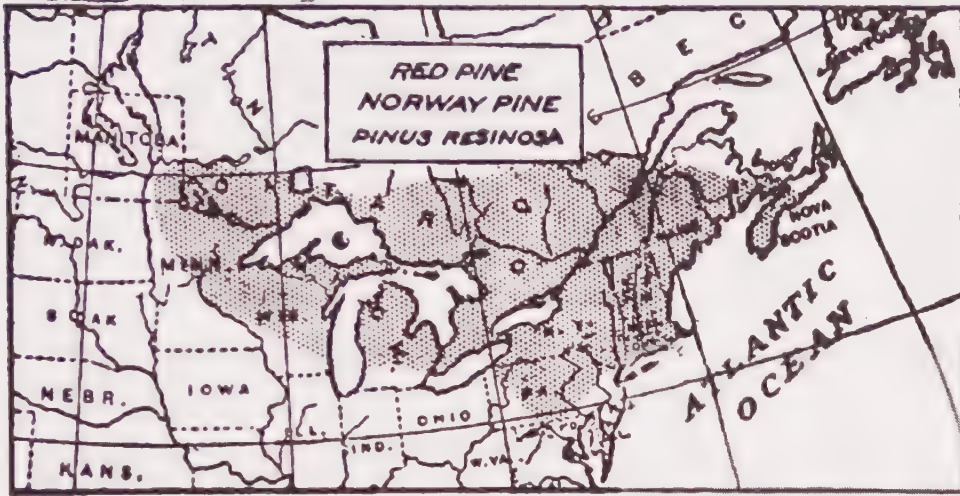 RED PINE
NORWAY PINE
PINUS RESINOSA
QUEBEC
MANITOBA
ONTARIO
NOVA
SCOTIA
N. DAK.
MINN.
S. DAK
WIS.
N. Y.
PA.
NEBR.
IOWA
OHIO
IND.
W.VA.
KANS.
ATLANTIC
OCEAN